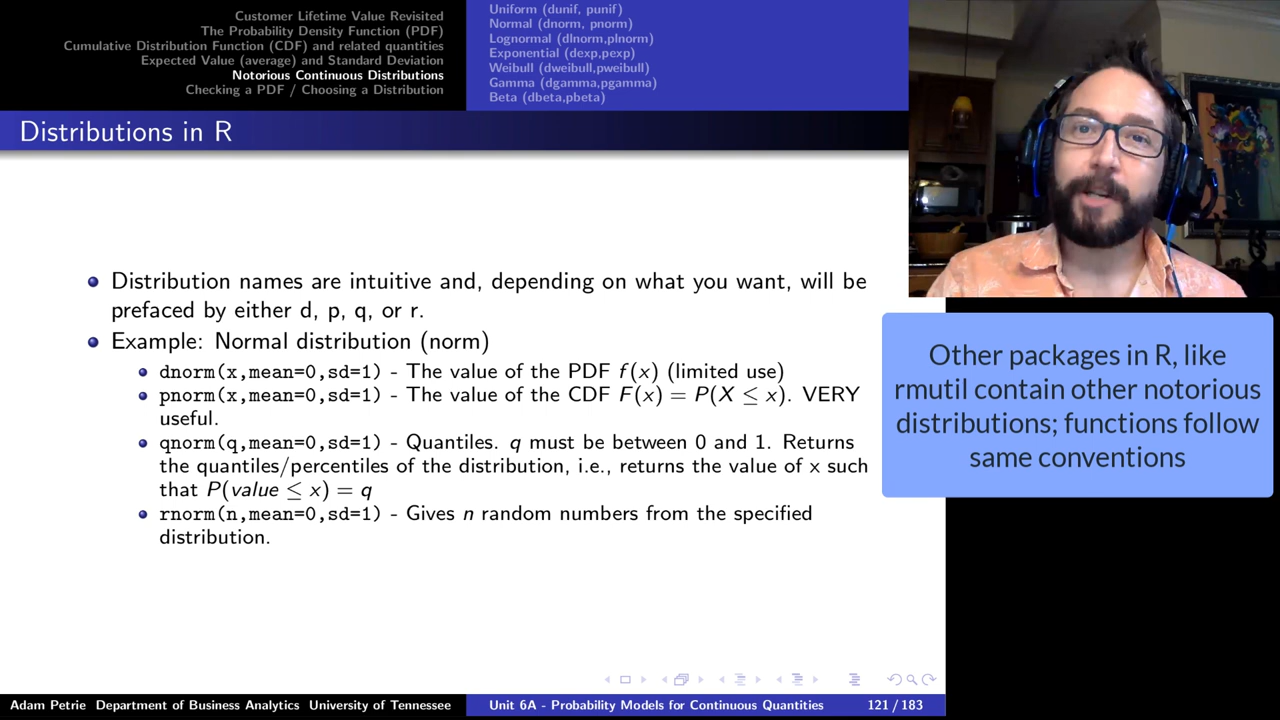 Customer Lifetime Value Revisited
The Probability Density Function (PDF)
Cumulative Distribution Function (CDF) and related quantities
Expected Value (average) and Standard Deviation
Notorious Continuous Distributions
Checking a PDF / Choosing a Distribution
Uniform (dunif, punif)
Normal (dnorm, pnorm)
Lognormal (dlnorm,plnorm)
Exponential (dexp,pexp)
Weibull (dweibull,pweibull)
Gamma (dgamma,pgamma)
Beta (dbeta,pbeta)
Distributions in R
Distribution names are intuitive and, depending on what you want, will be
prefaced by either d, p, q, or r.
Example: Normal distribution (norm)
dnorm(x,mean=0,sd=1) - The value of the PDF f(x) (limited use)
pnorm(x,mean=0,sd=1) - The value of the CDF F(x) = P(X ≤ x). VERY
useful.
qnorm(q,mean=0,sd=1) - Quantiles. q must be between 0 and 1. Returns
the quantiles/percentiles of the distribution, i.e., returns the value of x such
that P(value ≤ x) = q
rnorm(n,mean=0,sd=1) - Gives n random numbers from the specified
distribution.
Other packages in R, like
rmutil contain other notorious
distributions; functions follow
same conventions
Adam Petrie Department of Business Analytics University of Tennessee
Unit 6A - Probability Models for Continuous Quantities
121 / 183